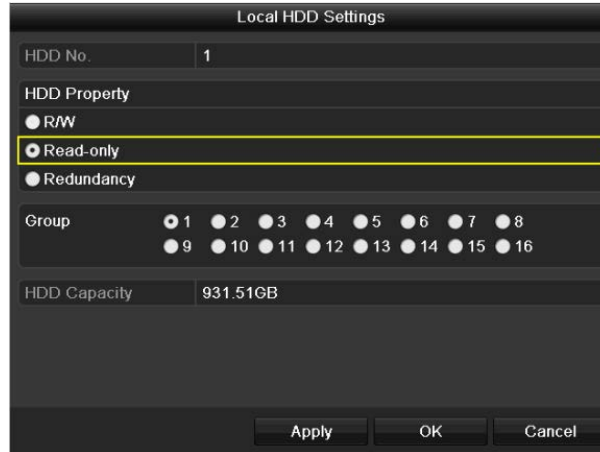 Local HDD Settings
HDD No. 1
HDD Property
R/W
Read-only
Redundancy
Group 1 2 3 4 5 6 7 8
9 10 11 12 13 14 15 16
HDD Capacity 931.51GB
Apply OK Cancel